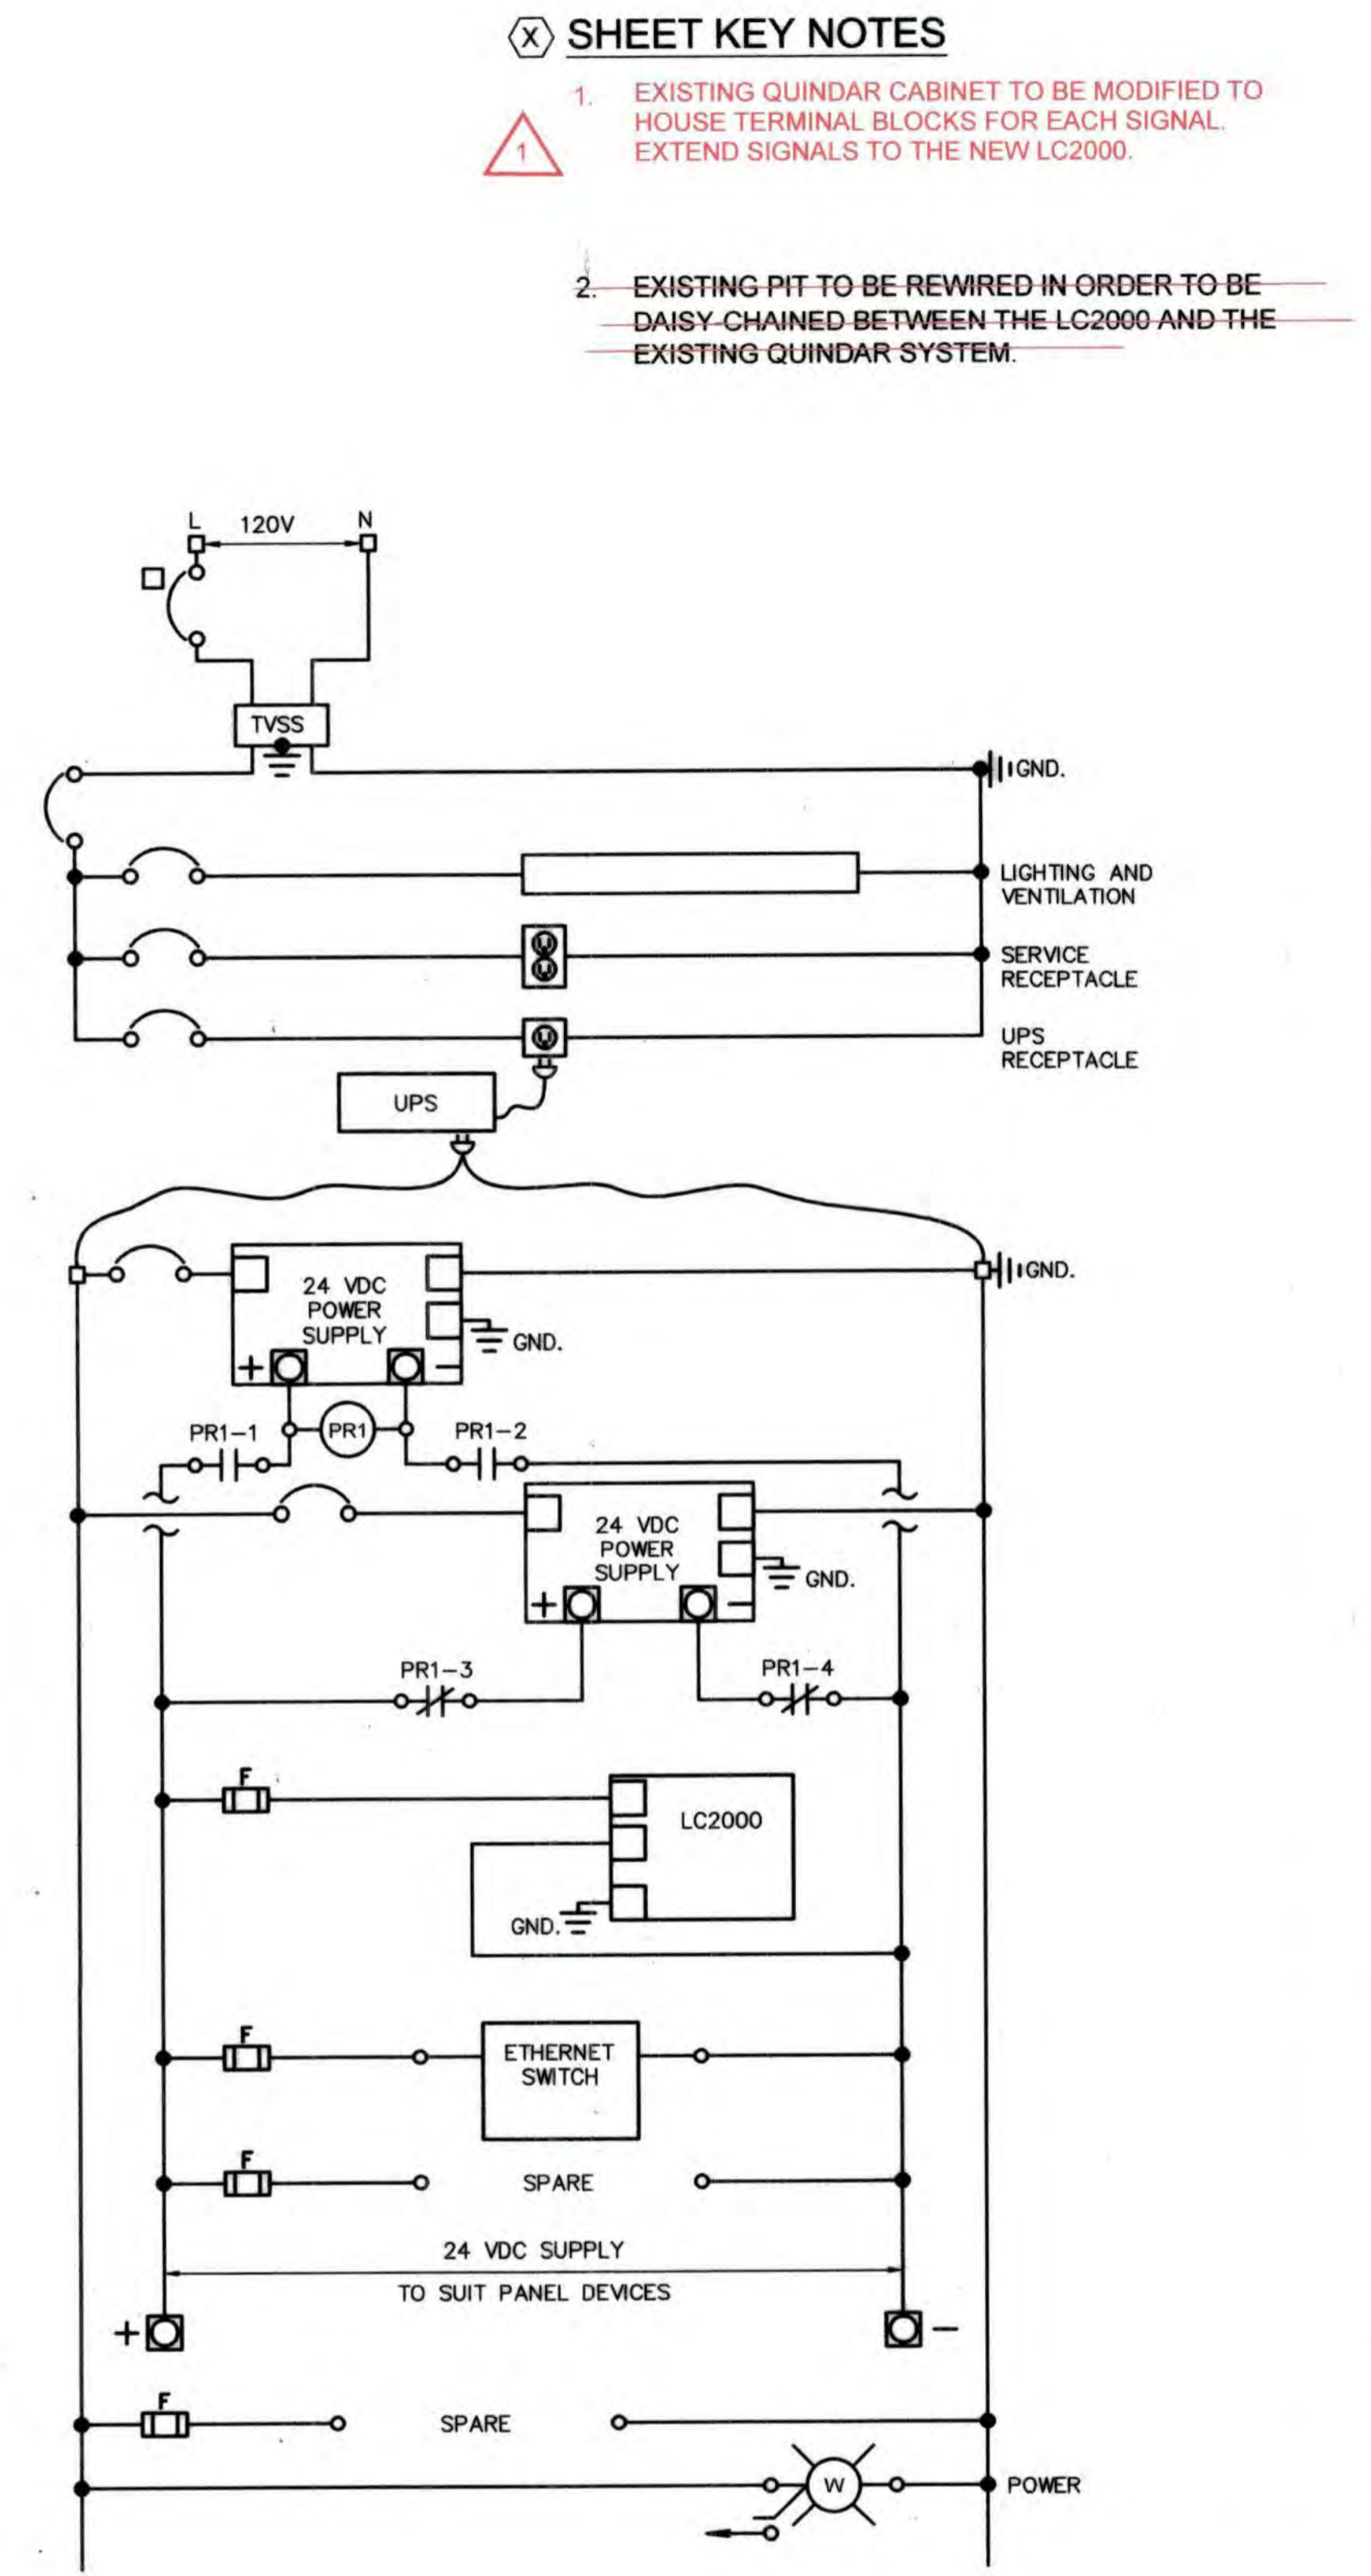 X SHEET KEY NOTES
1. EXISTING QUINDAR CABINET TO BE MODIFIED TO
HOUSE TERMINAL BLOCKS FOR EACH SIGNAL.
1 EXTEND SIGNALS TO THE NEW LC2000.
2. EXISTING PIT TO BE REWIRED IN ORDER TO BE
DAISY-CHAINED BETWEEN THE LC2000 AND THE
EXISTING QUINDAR SYSTEM.
L 120V N
TVSS
GND.
LIGHTING AND
VENTILATION
SERVICE
RECEPTACLE
UPS
RECEPTACLE
UPS
24 VDC
POWER
SUPPLY
GND.
GND.
+ −
PR1-1 PR1 PR1-2
24 VDC
POWER
SUPPLY
GND.
+ −
PR1-3 PR1-4
F
LC2000
GND.
F
ETHERNET
SWITCH
F
SPARE
24 VDC SUPPLY
TO SUIT PANEL DEVICES
+ −
F
SPARE
W POWER